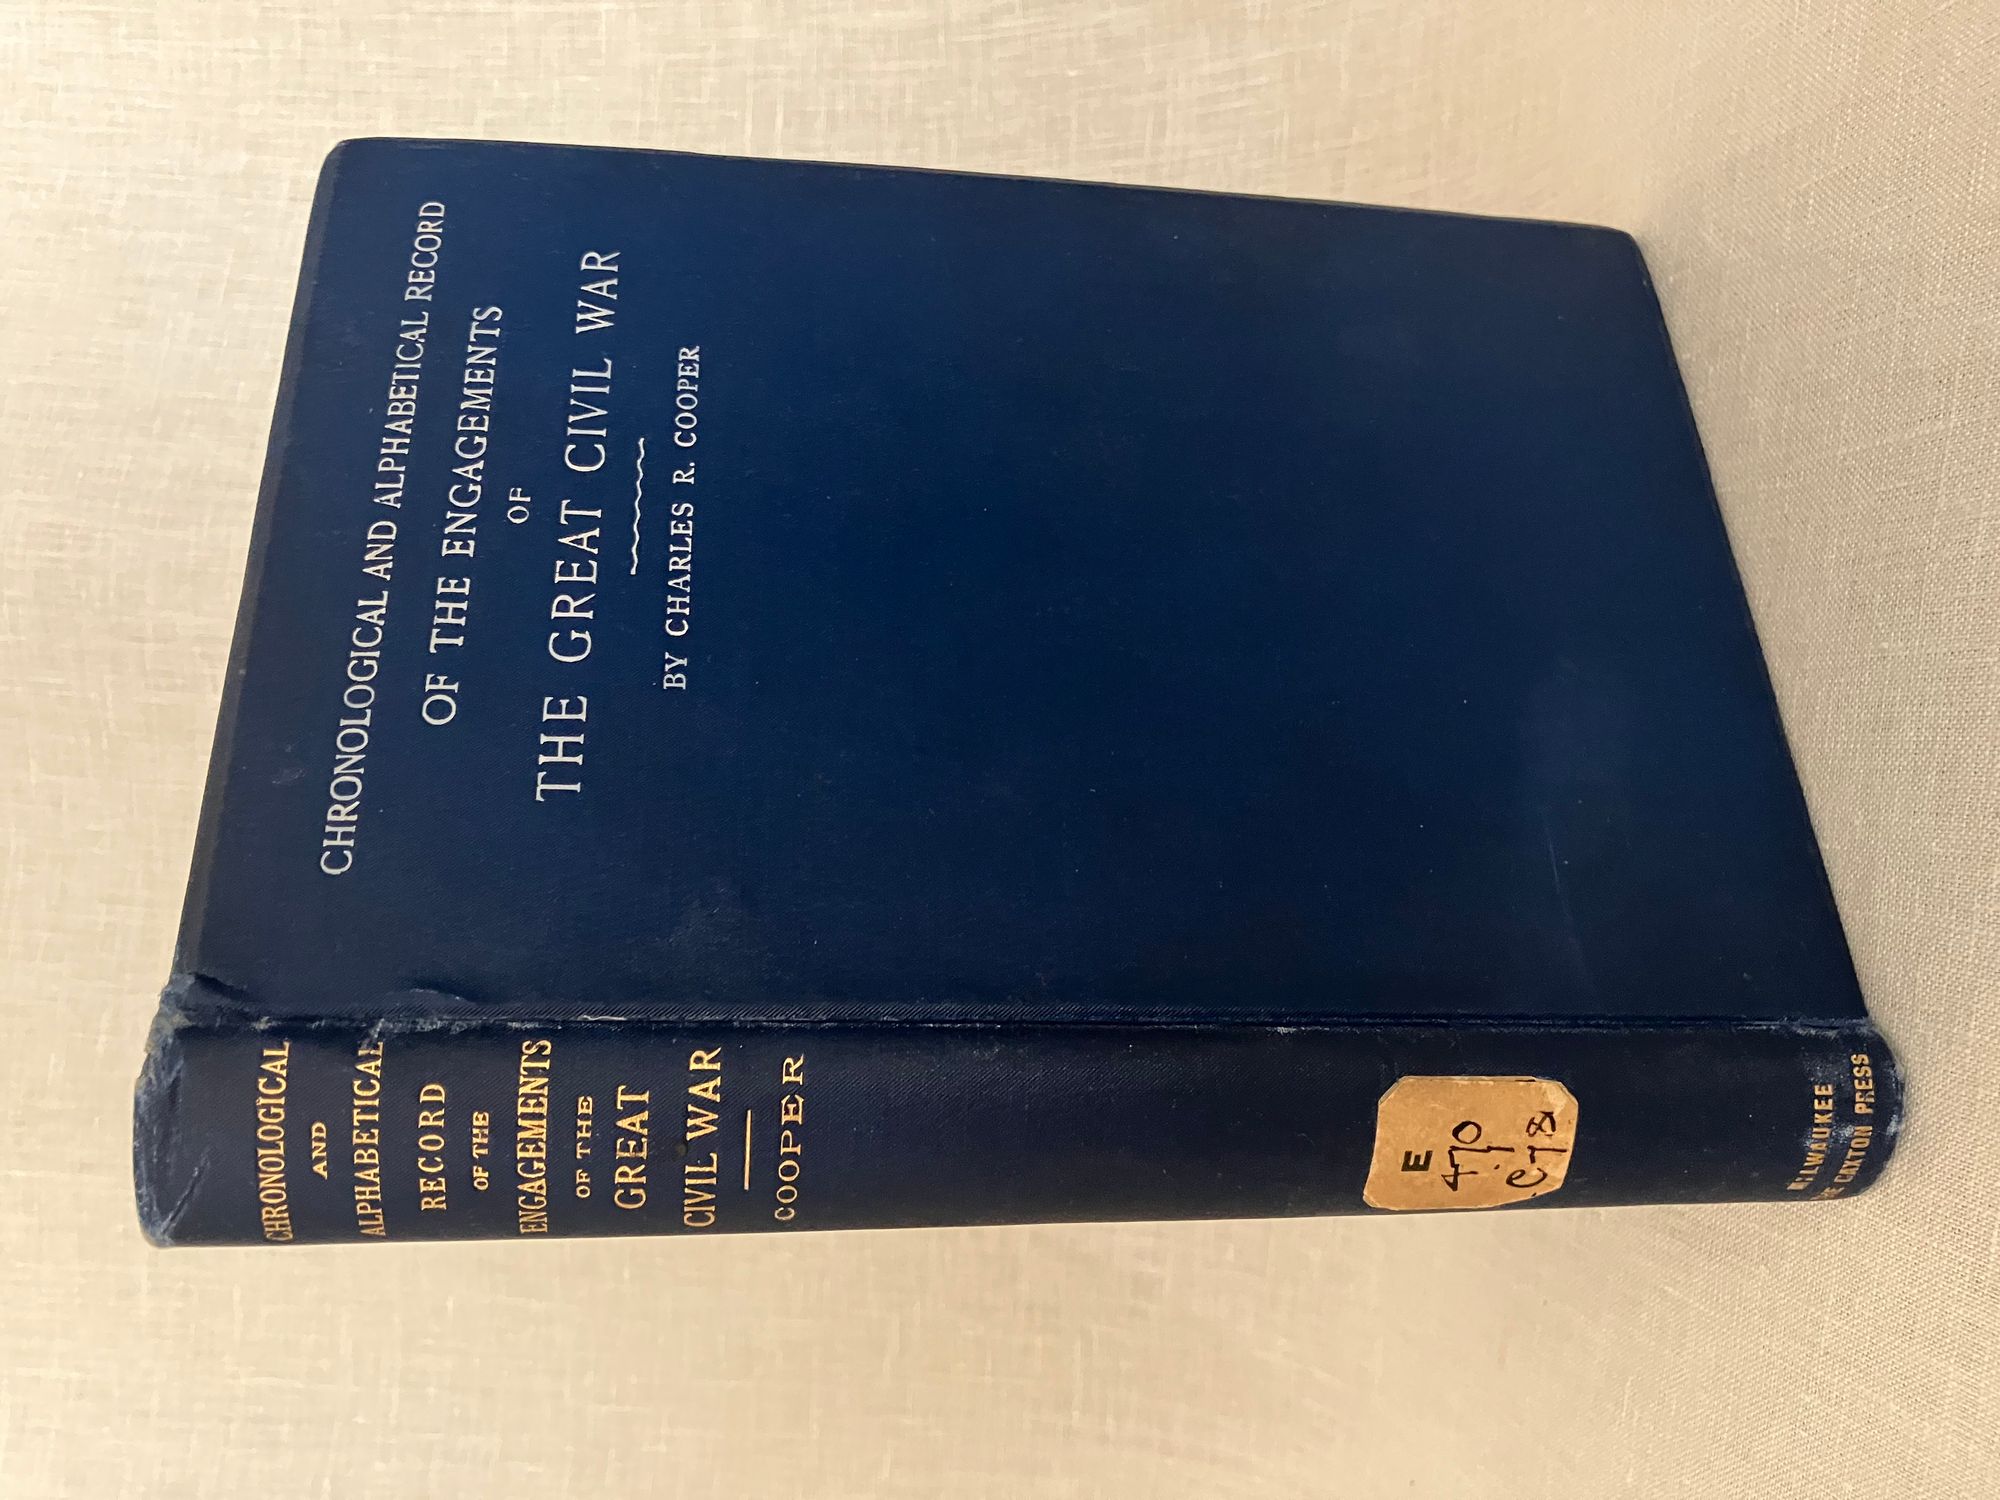 CHRONOLOGICAL AND ALPHABETICAL RECORD
OF THE ENGAGEMENTS
OF
THE GREAT CIVIL WAR
BY CHARLES R. COOPER
CHRONOLOGICAL
AND
ALPHABETICAL
RECORD
OF THE
ENGAGEMENTS
OF THE
GREAT
CIVIL WAR
COOPER
E
470
C78
MILWAUKEE
THE CAXTON PRESS